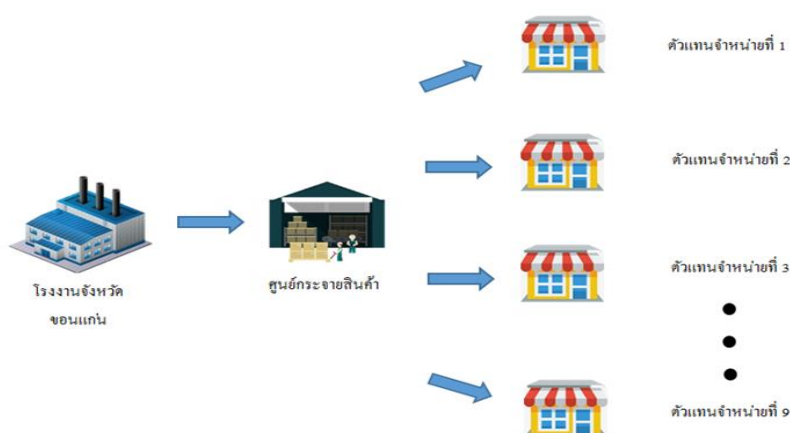 ตัวแทนจำหน่ายที่ 1
ตัวแทนจำหน่ายที่ 2
โรงงานจังหวัด
ขอนแก่น
ศูนย์กระจายสินค้า
ตัวแทนจำหน่ายที่ 3
ตัวแทนจำหน่ายที่ 9